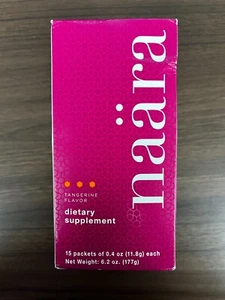 naära
TANGERINE
FLAVOR
dietary
supplement
15 packets of 0.4 oz (11.8g) each
Net Weight: 6.2. oz. (177g)